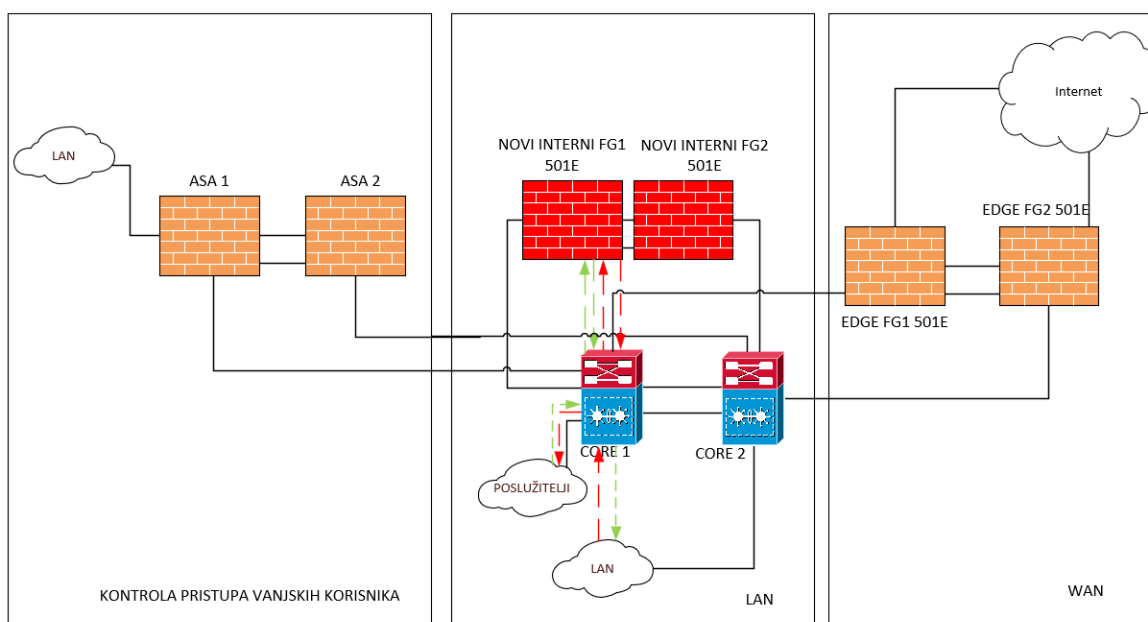 LAN
ASA 1
ASA 2
KONTROLA PRISTUPA VANJSKIH KORISNIKA
NOVI INTERNI FG1
501E
NOVI INTERNI FG2
501E
CORE 1
CORE 2
POSLUŽITELJI
LAN
LAN
Internet
EDGE FG2 501E
EDGE FG1 501E
WAN